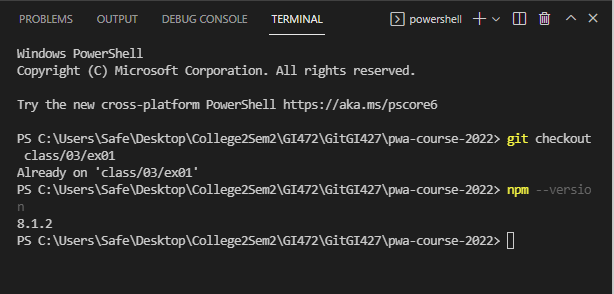 PROBLEMS OUTPUT DEBUG CONSOLE TERMINAL powershell
Windows PowerShell
Copyright (C) Microsoft Corporation. All rights reserved.
Try the new cross-platform PowerShell https://aka.ms/pscore6
PS C:\Users\Safe\Desktop\College2Sem2\GI472\GitGI427\pwa-course-2022> git checkout
class/03/ex01
Already on 'class/03/ex01'
PS C:\Users\Safe\Desktop\College2Sem2\GI472\GitGI427\pwa-course-2022> npm --versio
n
8.1.2
PS C:\Users\Safe\Desktop\College2Sem2\GI472\GitGI427\pwa-course-2022>